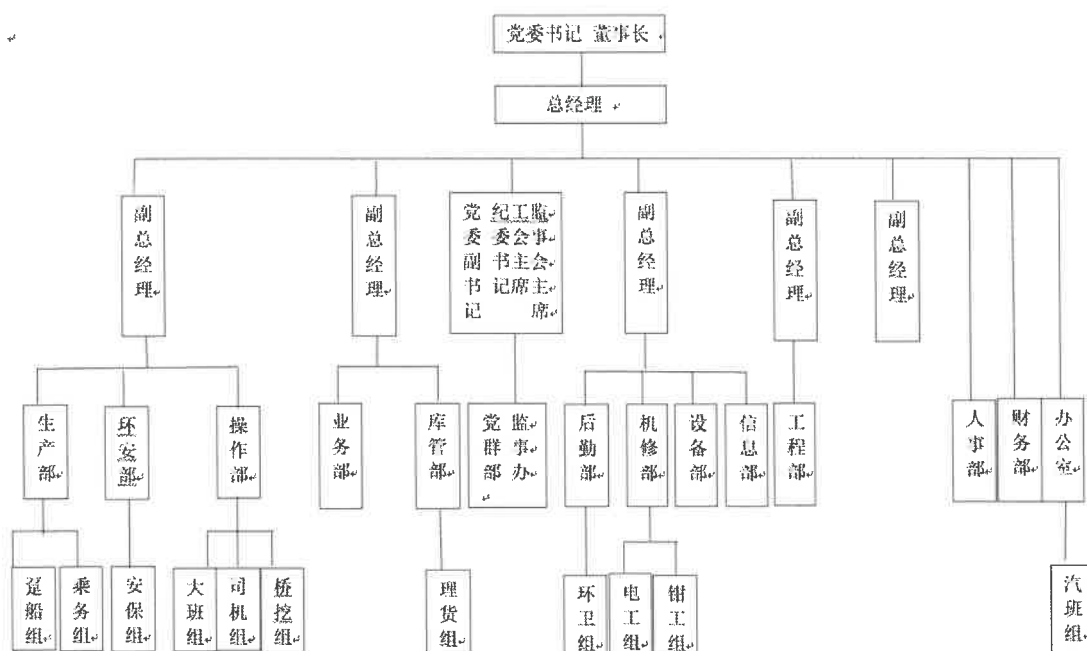 党委书记 董事长
总经理
副总经理
副总经理
党委副书记
纪委书记
工会主席
监事会主席
副总经理
副总经理
副总经理
生产部
环安部
操作部
业务部
库管部
党群部
监事办
后勤部
机修部
设备部
信息部
工程部
人事部
财务部
办公室
趸船组
乘务组
安保组
大班组
司机组
桥挖组
理货组
环卫组
电工组
钳工组
汽班组